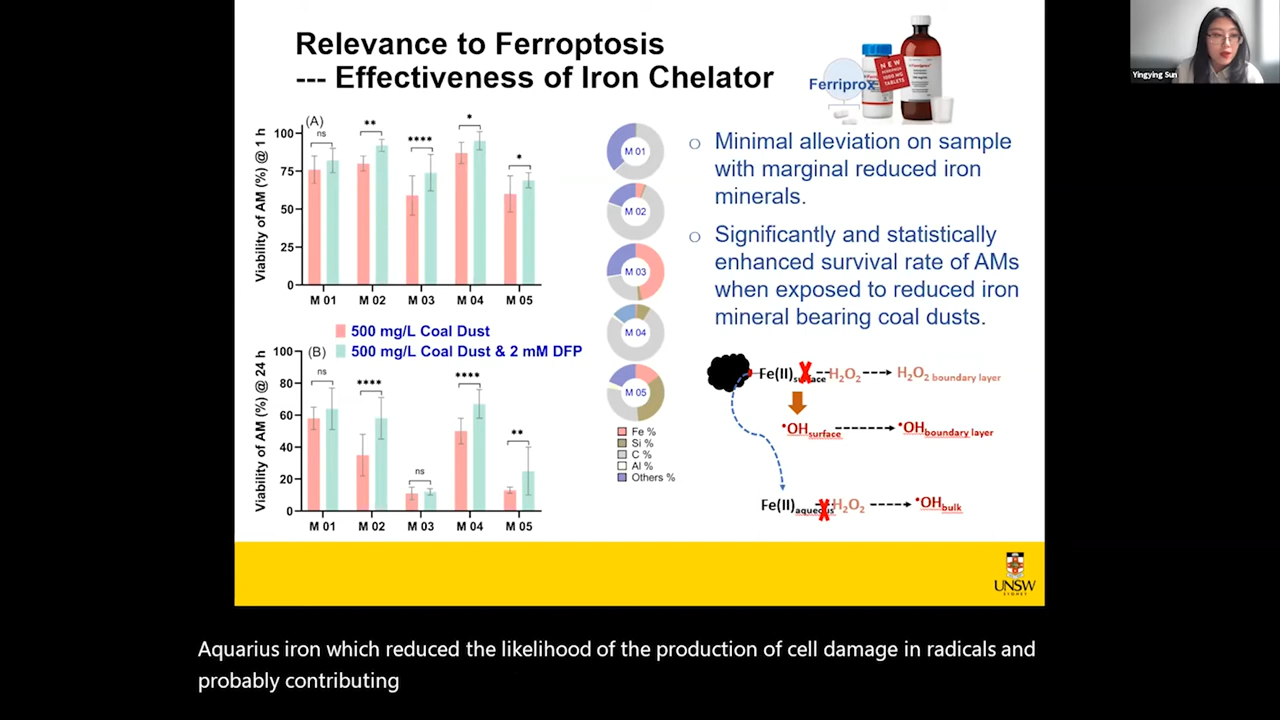 Relevance to Ferroptosis
--- Effectiveness of Iron Chelator
Ferriprox
NEW
1000 MG
TABLETS
Yingying Sun
(A)
Viability of AM (%) @ 1 h
100
75
50
25
0
ns
**
****
*
*
M 01
M 02
M 03
M 04
M 05
500 mg/L Coal Dust
500 mg/L Coal Dust & 2 mM DFP
(B)
Viability of AM (%) @ 24 h
100
80
60
40
20
0
ns
****
ns
****
**
M 01
M 02
M 03
M 04
M 05
M 01
M 02
M 03
M 04
M 05
Fe %
Si %
C %
Al %
Others %
o Minimal alleviation on sample
with marginal reduced iron
minerals.
o Significantly and statistically
enhanced survival rate of AMs
when exposed to reduced iron
mineral bearing coal dusts.
Fe(II)surface H2O2 H2O2 boundary layer
•OHsurface •OHboundary layer
Fe(II)aqueous H2O2 •OHbulk
UNSW
SYDNEY
Aquarius iron which reduced the likelihood of the production of cell damage in radicals and
probably contributing